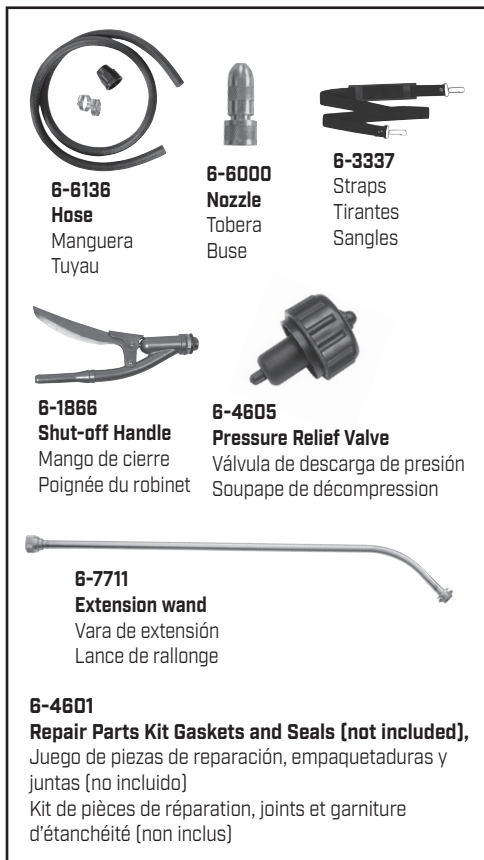 6-6136
Hose
Manguera
Tuyau
6-6000
Nozzle
Tobera
Buse
6-3337
Straps
Tirantes
Sangles
6-1866
Shut-off Handle
Mango de cierre
Poignée du robinet
6-4605
Pressure Relief Valve
Válvula de descarga de presión
Soupape de décompression
6-7711
Extension wand
Vara de extensión
Lance de rallonge
6-4601
Repair Parts Kit Gaskets and Seals (not included),
Juego de piezas de reparación, empaquetaduras y
juntas (no incluido)
Kit de pièces de réparation, joints et garniture
d'étanchéité (non inclus)